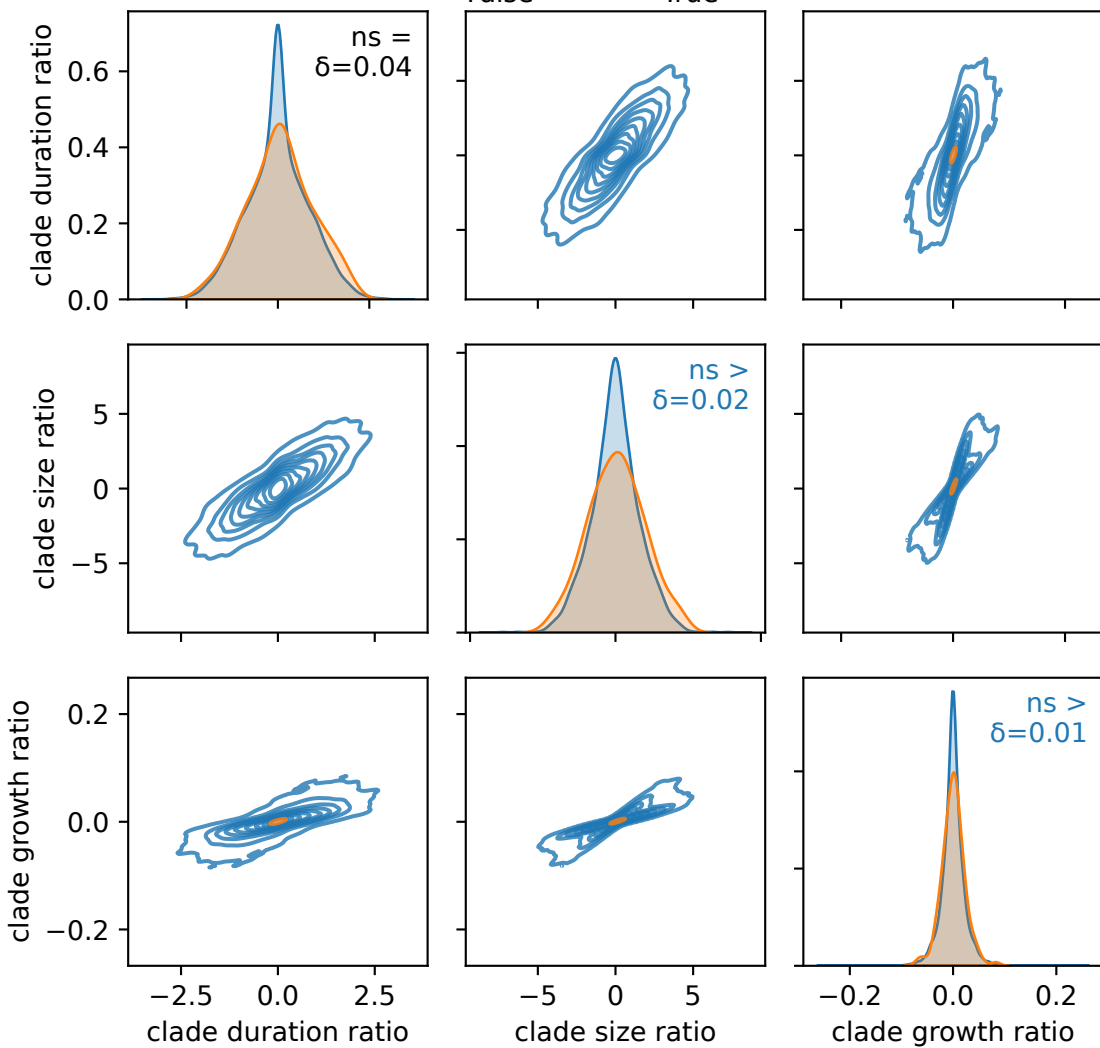 clade duration ratio
0.6
0.4
0.2
0.0
ns =
δ=0.04
clade size ratio
5
0
−5
ns >
δ=0.02
clade growth ratio
0.2
0.0
−0.2
ns >
δ=0.01
−2.5 0.0 2.5
−5 0 5
−0.2 0.0 0.2
clade duration ratio
clade size ratio
clade growth ratio